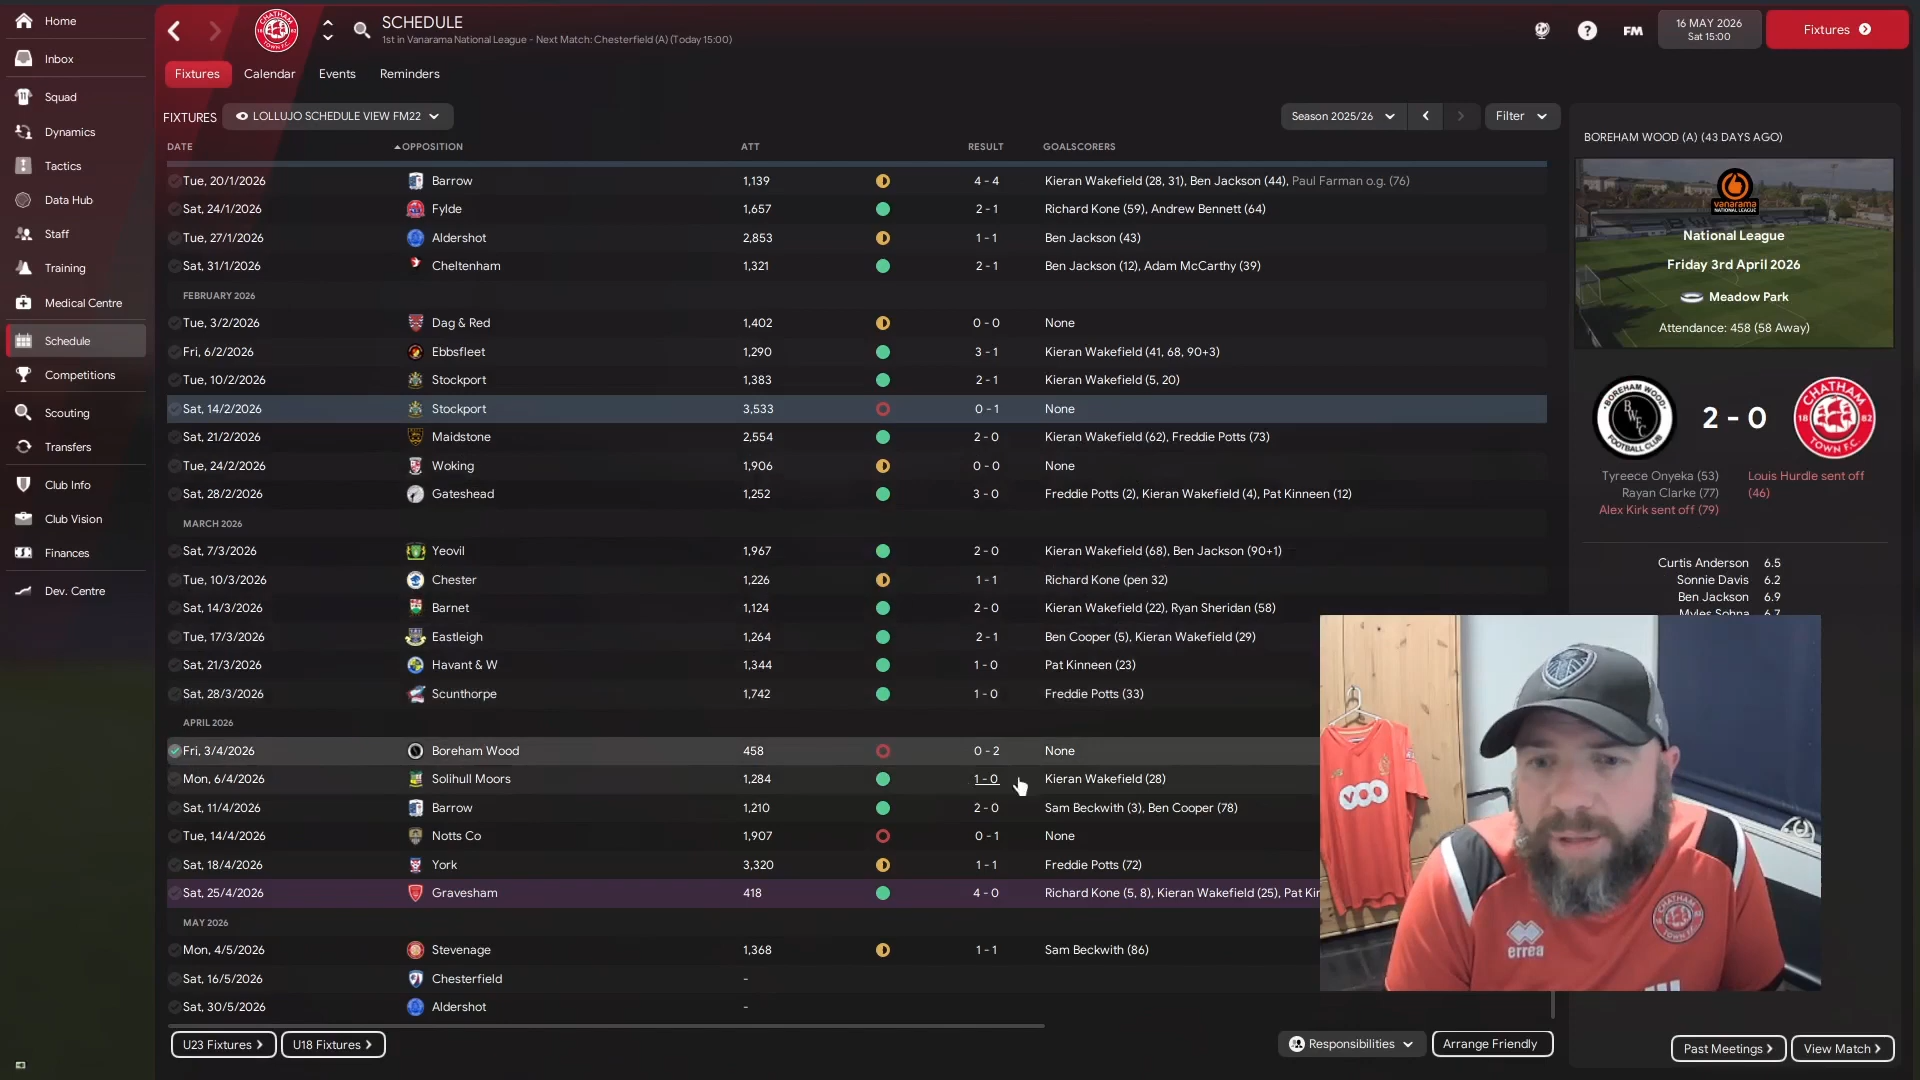 Home
Inbox
Squad
Dynamics
Tactics
Data Hub
Staff
Training
Medical Centre
Schedule
Competitions
Scouting
Transfers
Club Info
Club Vision
Finances
Dev. Centre
SCHEDULE
1st in Vanarama National League - Next Match: Chesterfield (A) (Today 15:00)
FM
16 MAY 2026
Sat 15:00
Fixtures
Fixtures Calendar Events Reminders
FIXTURES LOLLUJO SCHEDULE VIEW FM22
Season 2025/26 Filter
DATE OPPOSITION ATT RESULT GOALSCORERS
Tue, 20/1/2026 Barrow 1,139 4 - 4 Kieran Wakefield (28, 31), Ben Jackson (44), Paul Farman o.g. (76)
Sat, 24/1/2026 Fylde 1,657 2 - 1 Richard Kone (59), Andrew Bennett (64)
Tue, 27/1/2026 Aldershot 2,853 1 - 1 Ben Jackson (43)
Sat, 31/1/2026 Cheltenham 1,321 2 - 1 Ben Jackson (12), Adam McCarthy (39)
FEBRUARY 2026
Tue, 3/2/2026 Dag & Red 1,402 0 - 0 None
Fri, 6/2/2026 Ebbsfleet 1,290 3 - 1 Kieran Wakefield (41, 68, 90+3)
Tue, 10/2/2026 Stockport 1,383 2 - 1 Kieran Wakefield (5, 20)
Sat, 14/2/2026 Stockport 3,533 0 - 1 None
Sat, 21/2/2026 Maidstone 2,554 2 - 0 Kieran Wakefield (62), Freddie Potts (73)
Tue, 24/2/2026 Woking 1,906 0 - 0 None
Sat, 28/2/2026 Gateshead 1,252 3 - 0 Freddie Potts (2), Kieran Wakefield (4), Pat Kinneen (12)
MARCH 2026
Sat, 7/3/2026 Yeovil 1,967 2 - 0 Kieran Wakefield (68), Ben Jackson (90+1)
Tue, 10/3/2026 Chester 1,226 1 - 1 Richard Kone (pen 32)
Sat, 14/3/2026 Barnet 1,124 2 - 0 Kieran Wakefield (22), Ryan Sheridan (58)
Tue, 17/3/2026 Eastleigh 1,264 2 - 1 Ben Cooper (5), Kieran Wakefield (29)
Sat, 21/3/2026 Havant & W 1,344 1 - 0 Pat Kinneen (23)
Sat, 28/3/2026 Scunthorpe 1,742 1 - 0 Freddie Potts (33)
APRIL 2026
Fri, 3/4/2026 Boreham Wood 458 0 - 2 None
Mon, 6/4/2026 Solihull Moors 1,284 1 - 0 Kieran Wakefield (28)
Sat, 11/4/2026 Barrow 1,210 2 - 0 Sam Beckwith (3), Ben Cooper (78)
Tue, 14/4/2026 Notts Co 1,907 0 - 1 None
Sat, 18/4/2026 York 3,320 1 - 1 Freddie Potts (72)
Sat, 25/4/2026 Gravesham 418 4 - 0 Richard Kone (5, 8), Kieran Wakefield (25), Pat Kin
MAY 2026
Mon, 4/5/2026 Stevenage 1,368 1 - 1 Sam Beckwith (86)
Sat, 16/5/2026 Chesterfield -
Sat, 30/5/2026 Aldershot -
U23 Fixtures U18 Fixtures
Responsibilities Arrange Friendly
BOREHAM WOOD (A) (43 DAYS AGO)
vanarama
NATIONAL LEAGUE
National League
Friday 3rd April 2026
Meadow Park
Attendance: 458 (58 Away)
BOREHAM WOOD
FOOTBALL CLUB
2 - 0
CHATHAM
18 82
TOWN F.C.
Tyreece Onyeka (53)
Rayan Clarke (77)
Alex Kirk sent off (79)
Louis Hurdle sent off
(46)
Curtis Anderson 6.5
Sonnie Davis 6.2
Ben Jackson 6.9
Myles Sohna 6.7
VOO
errea
CHATHAM
Past Meetings View Match